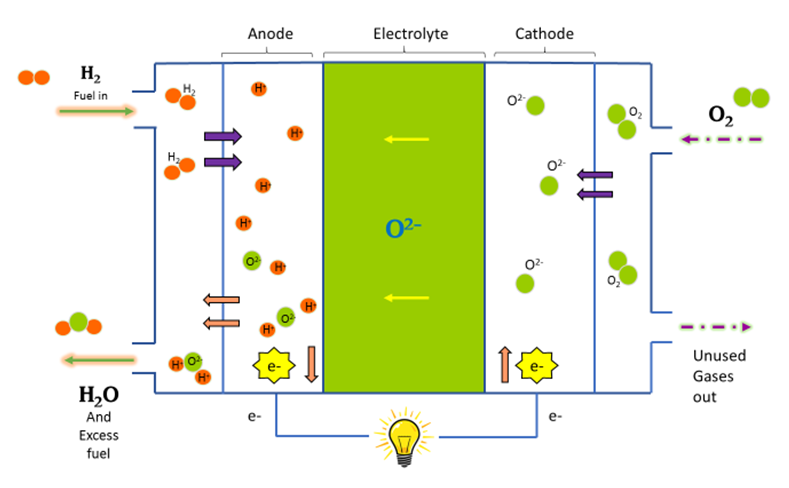 Anode
Electrolyte
Cathode
H₂
Fuel in
H₂
H₂
H⁺
H⁺
H⁺
H⁺
O²⁻
H⁺
H⁺
O²⁻
H⁺
H⁺
O²⁻
H⁺
e-
O²⁻
O²⁻
O²⁻
O²⁻
e-
O₂
O₂
O₂
H₂O
And
Excess
fuel
e-
e-
Unused
Gases
out